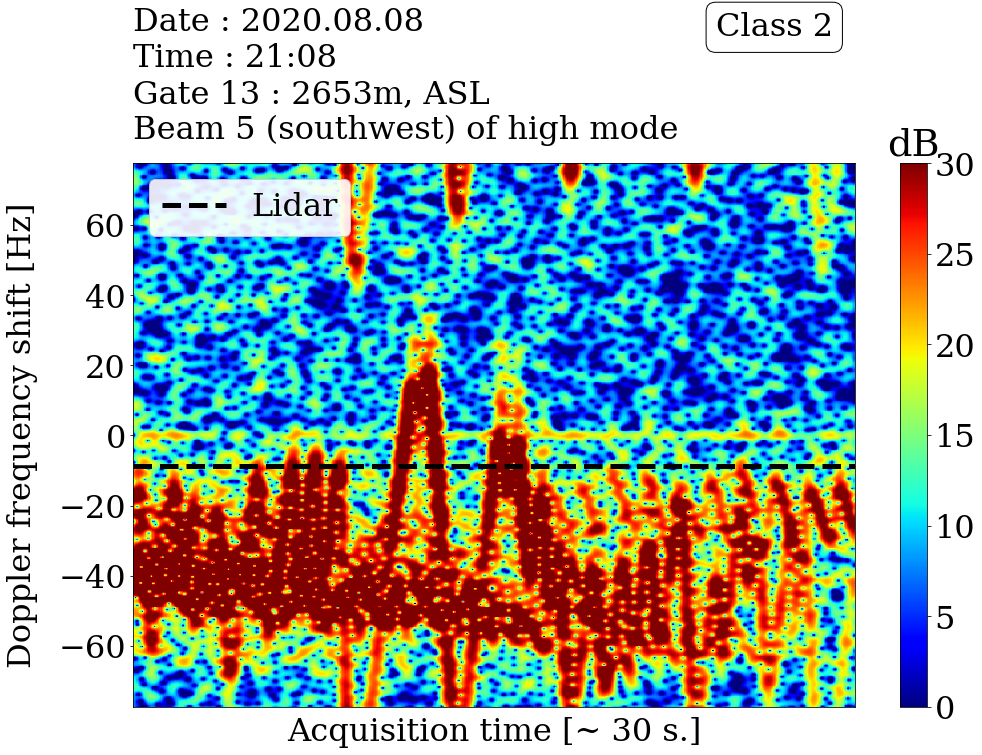 Date : 2020.08.08
Time : 21:08
Gate 13 : 2653m, ASL
Beam 5 (southwest) of high mode
Class 2
dB
Lidar
Doppler frequency shift [Hz]
60
40
20
0
−20
−40
−60
30
25
20
15
10
5
0
Acquisition time [~ 30 s.]